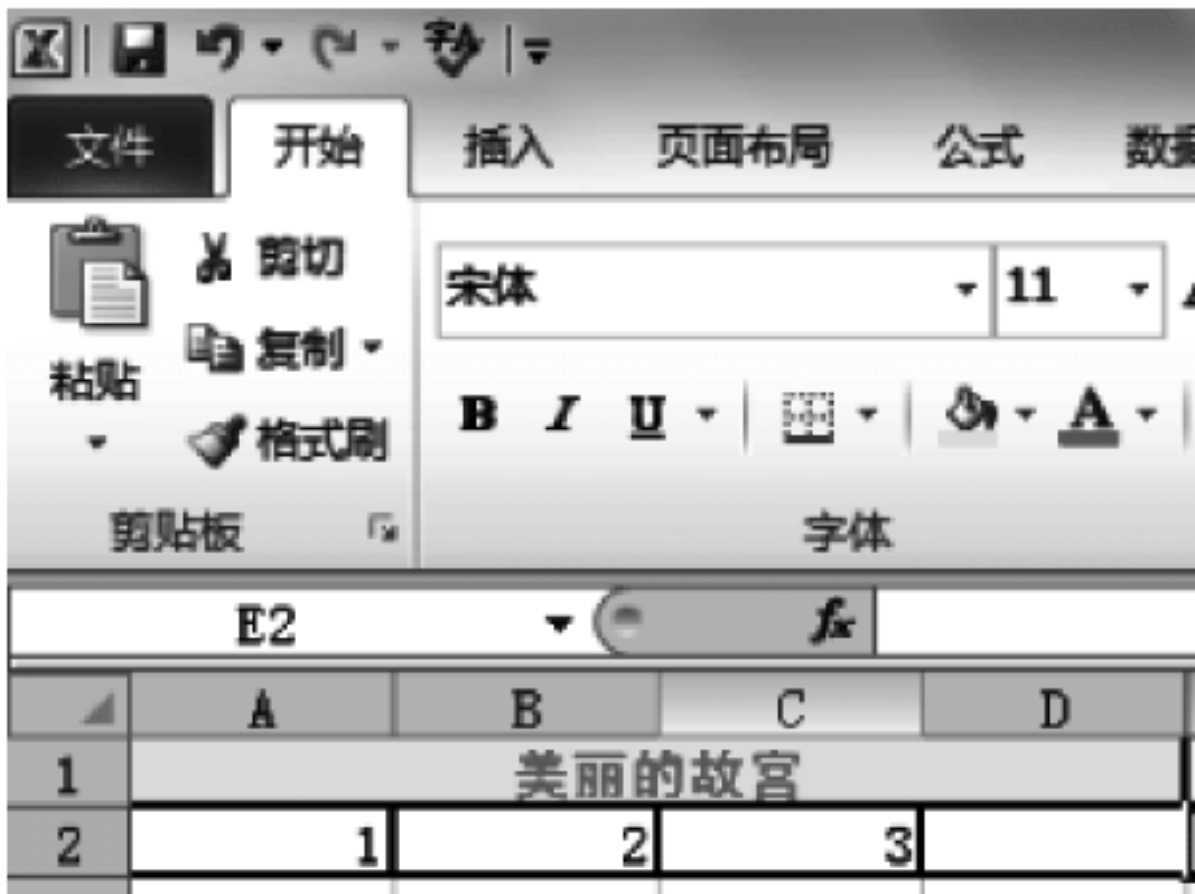 文件 开始 插入 页面布局 公式
剪切
宋体 11
复制
粘贴
B I U A
格式刷
剪贴板 字体
E2 fx
A B C D
1 美丽的故宫
2 1 2 3